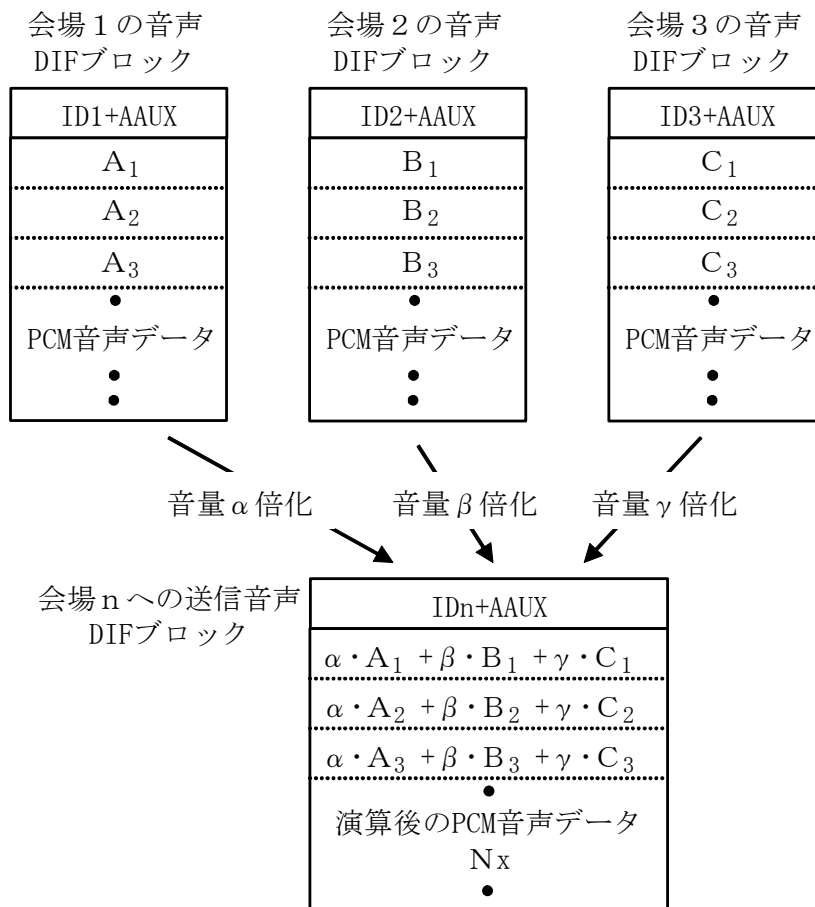 会場１の音声
DIFブロック
会場２の音声
DIFブロック
会場３の音声
DIFブロック
ID1+AAUX
A1
A2
A3
PCM音声データ
ID2+AAUX
B1
B2
B3
PCM音声データ
ID3+AAUX
C1
C2
C3
PCM音声データ
音量α倍化
音量β倍化
音量γ倍化
会場ｎへの送信音声
DIFブロック
IDn+AAUX
α・A1 +β・B1 +γ・C1
α・A2 +β・B2 +γ・C2
α・A3 +β・B3 +γ・C3
演算後のPCM音声データ
Nx